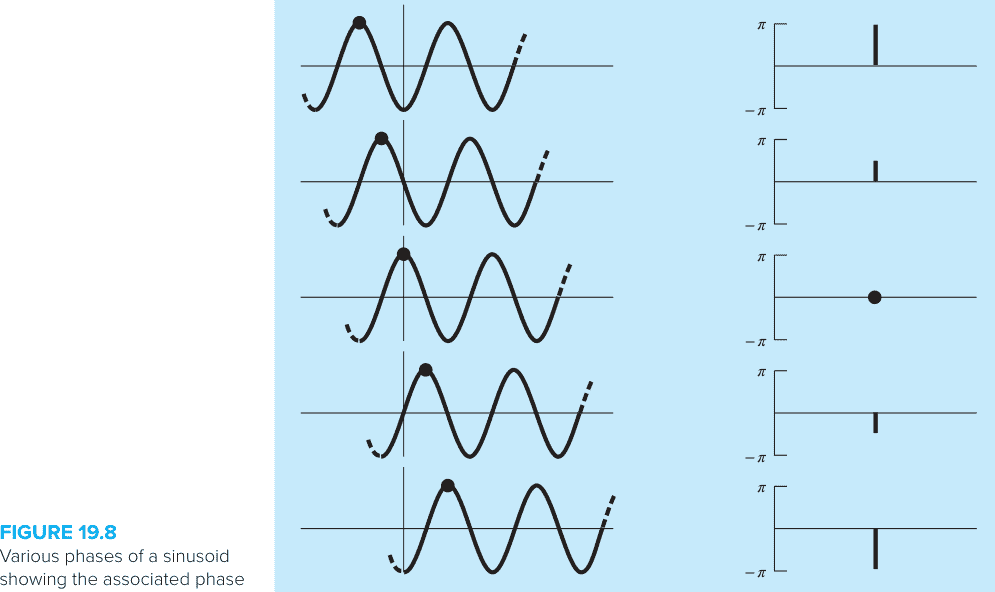 π
− π
π
− π
π
− π
π
− π
π
− π
FIGURE 19.8
Various phases of a sinusoid
showing the associated phase